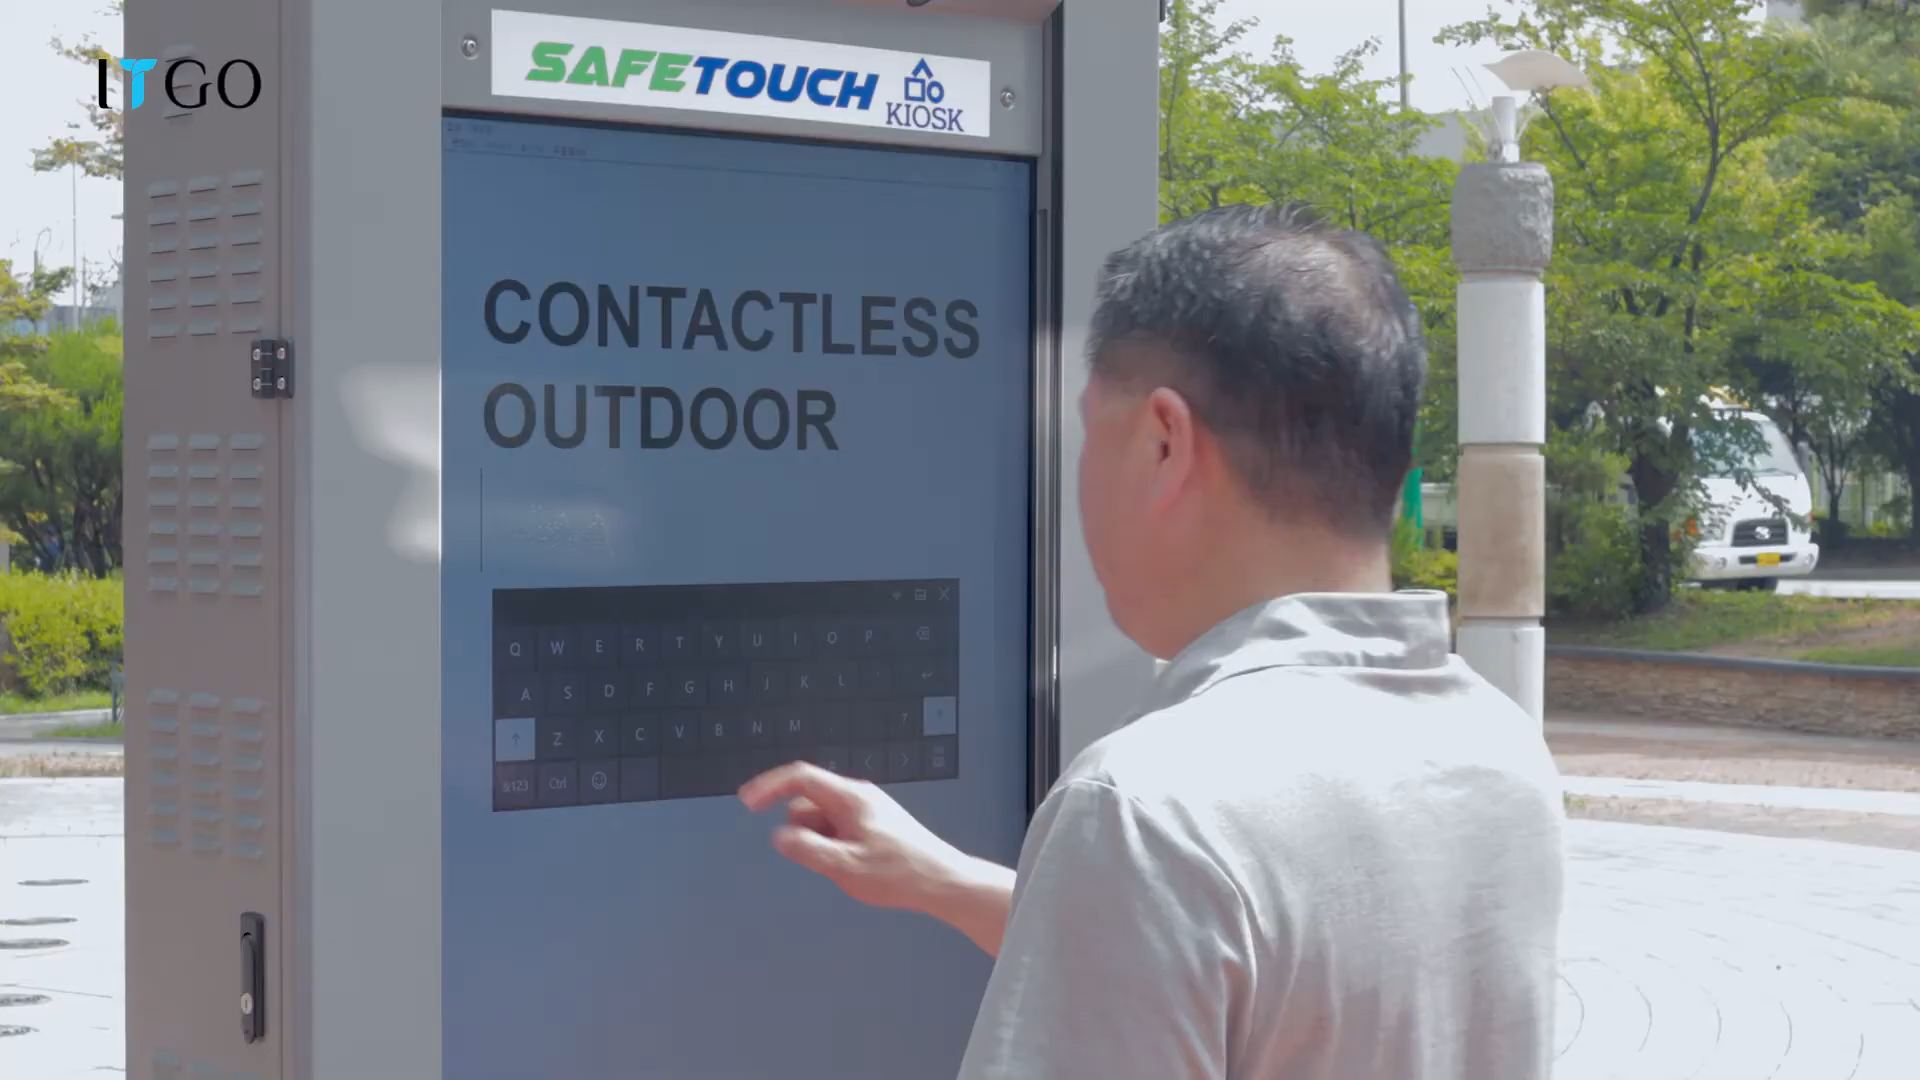 ITGO
SAFETOUCH KIOSK
CONTACTLESS
OUTDOOR
Q W E R T Y U I O P
A S D F G H J K L '
Z X C V B N M . ?
&123 Ctrl < >